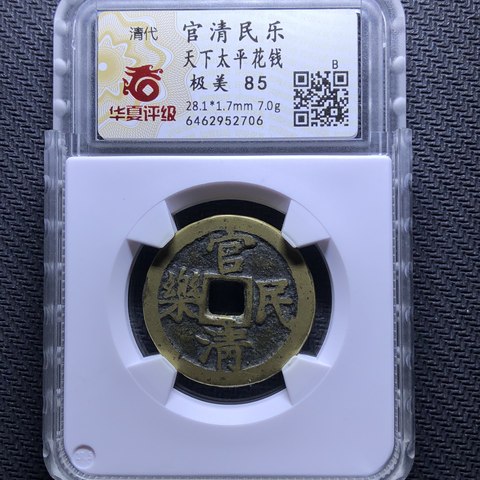 清代
官清民乐
天下太平花钱
极美 85
28.1*1.7mm 7.0g
6462952706
华夏评级
B
官
清
民
樂